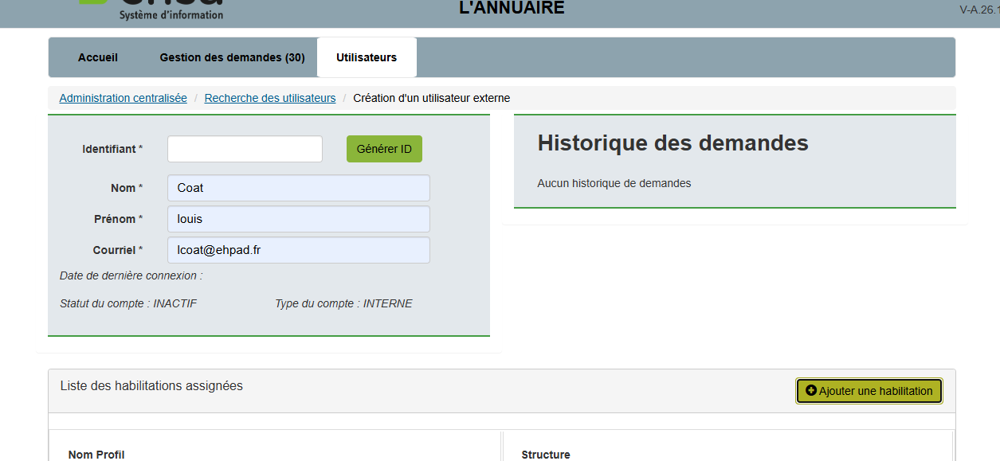 Système d'information
L'ANNUAIRE
V-A.26.1
Accueil
Gestion des demandes (30)
Utilisateurs
Administration centralisée / Recherche des utilisateurs / Création d'un utilisateur externe
Identifiant *
Générer ID
Nom * Coat
Prénom * louis
Courriel * lcoat@ehpad.fr
Date de dernière connexion :
Statut du compte : INACTIF
Type du compte : INTERNE
Historique des demandes
Aucun historique de demandes
Liste des habilitations assignées
Ajouter une habilitation
Nom Profil
Structure